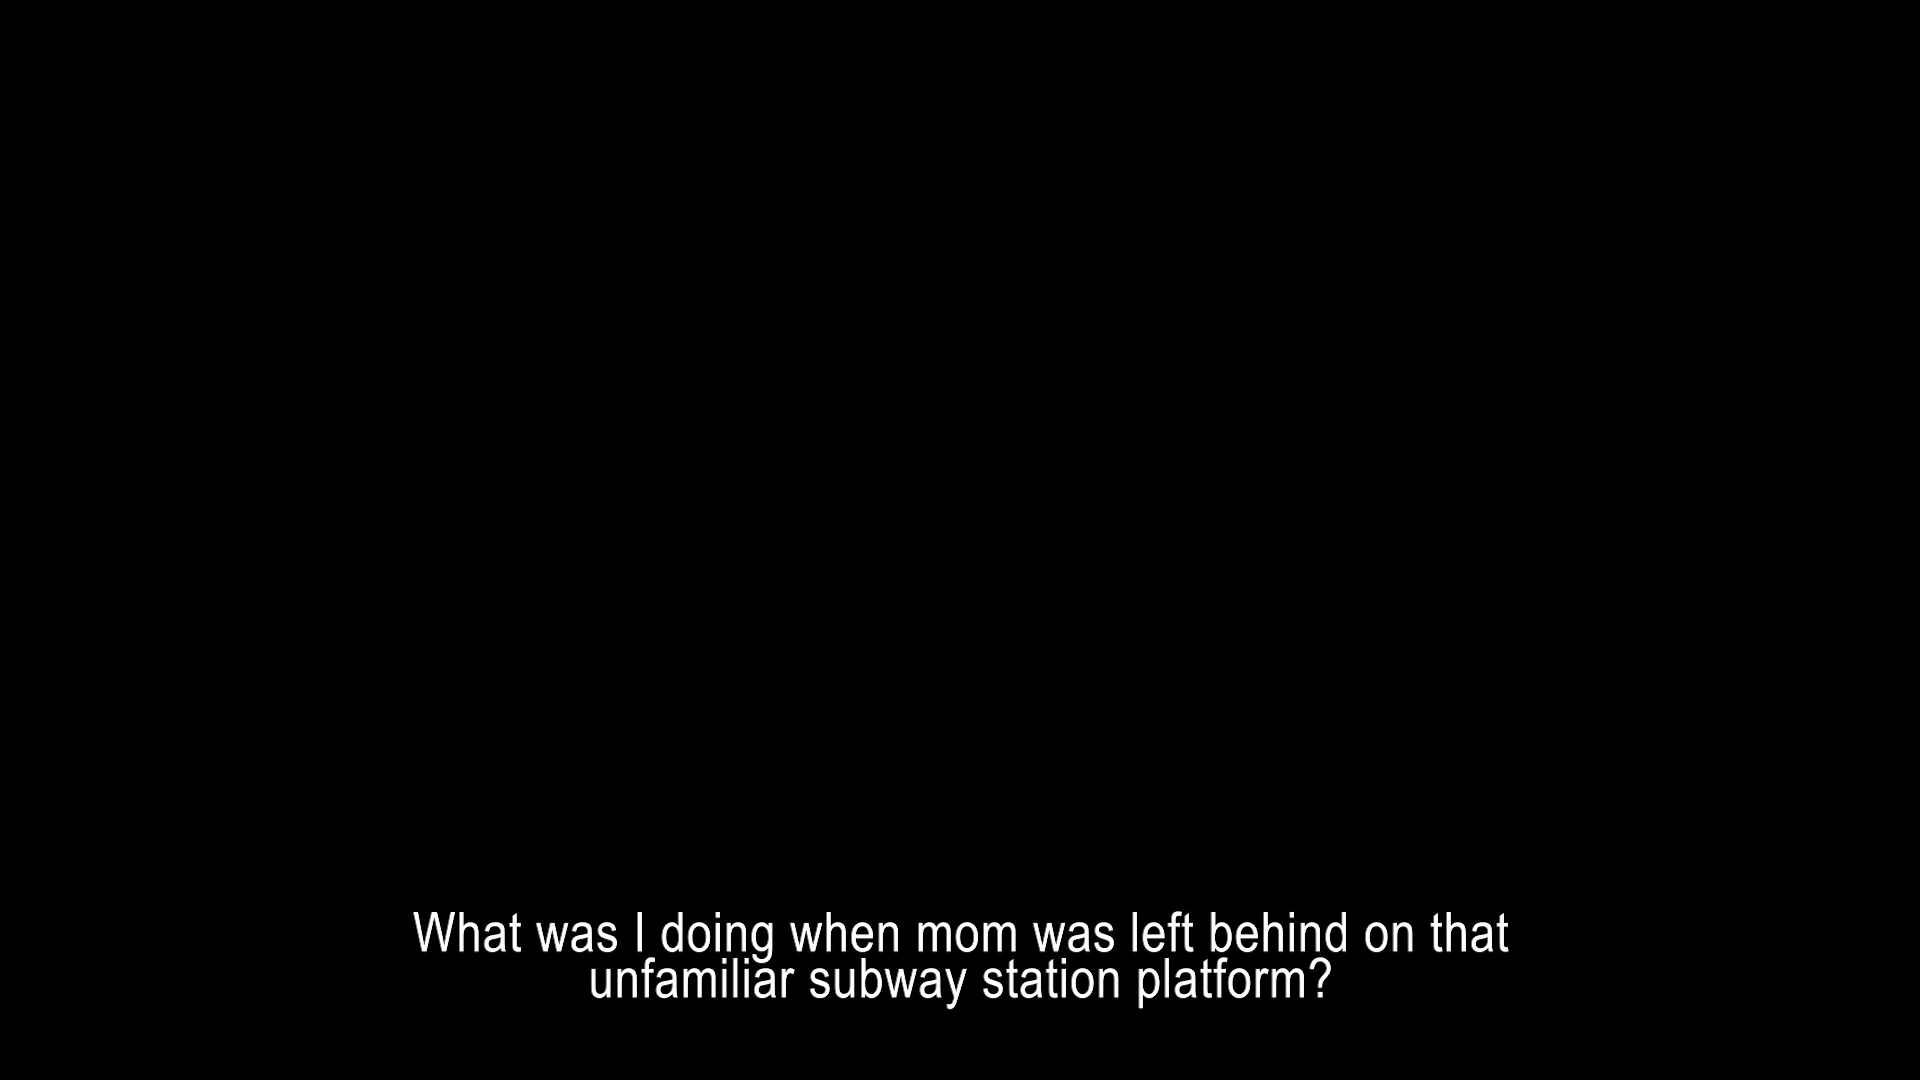 What was I doing when mom was left behind on that
unfamiliar subway station platform?